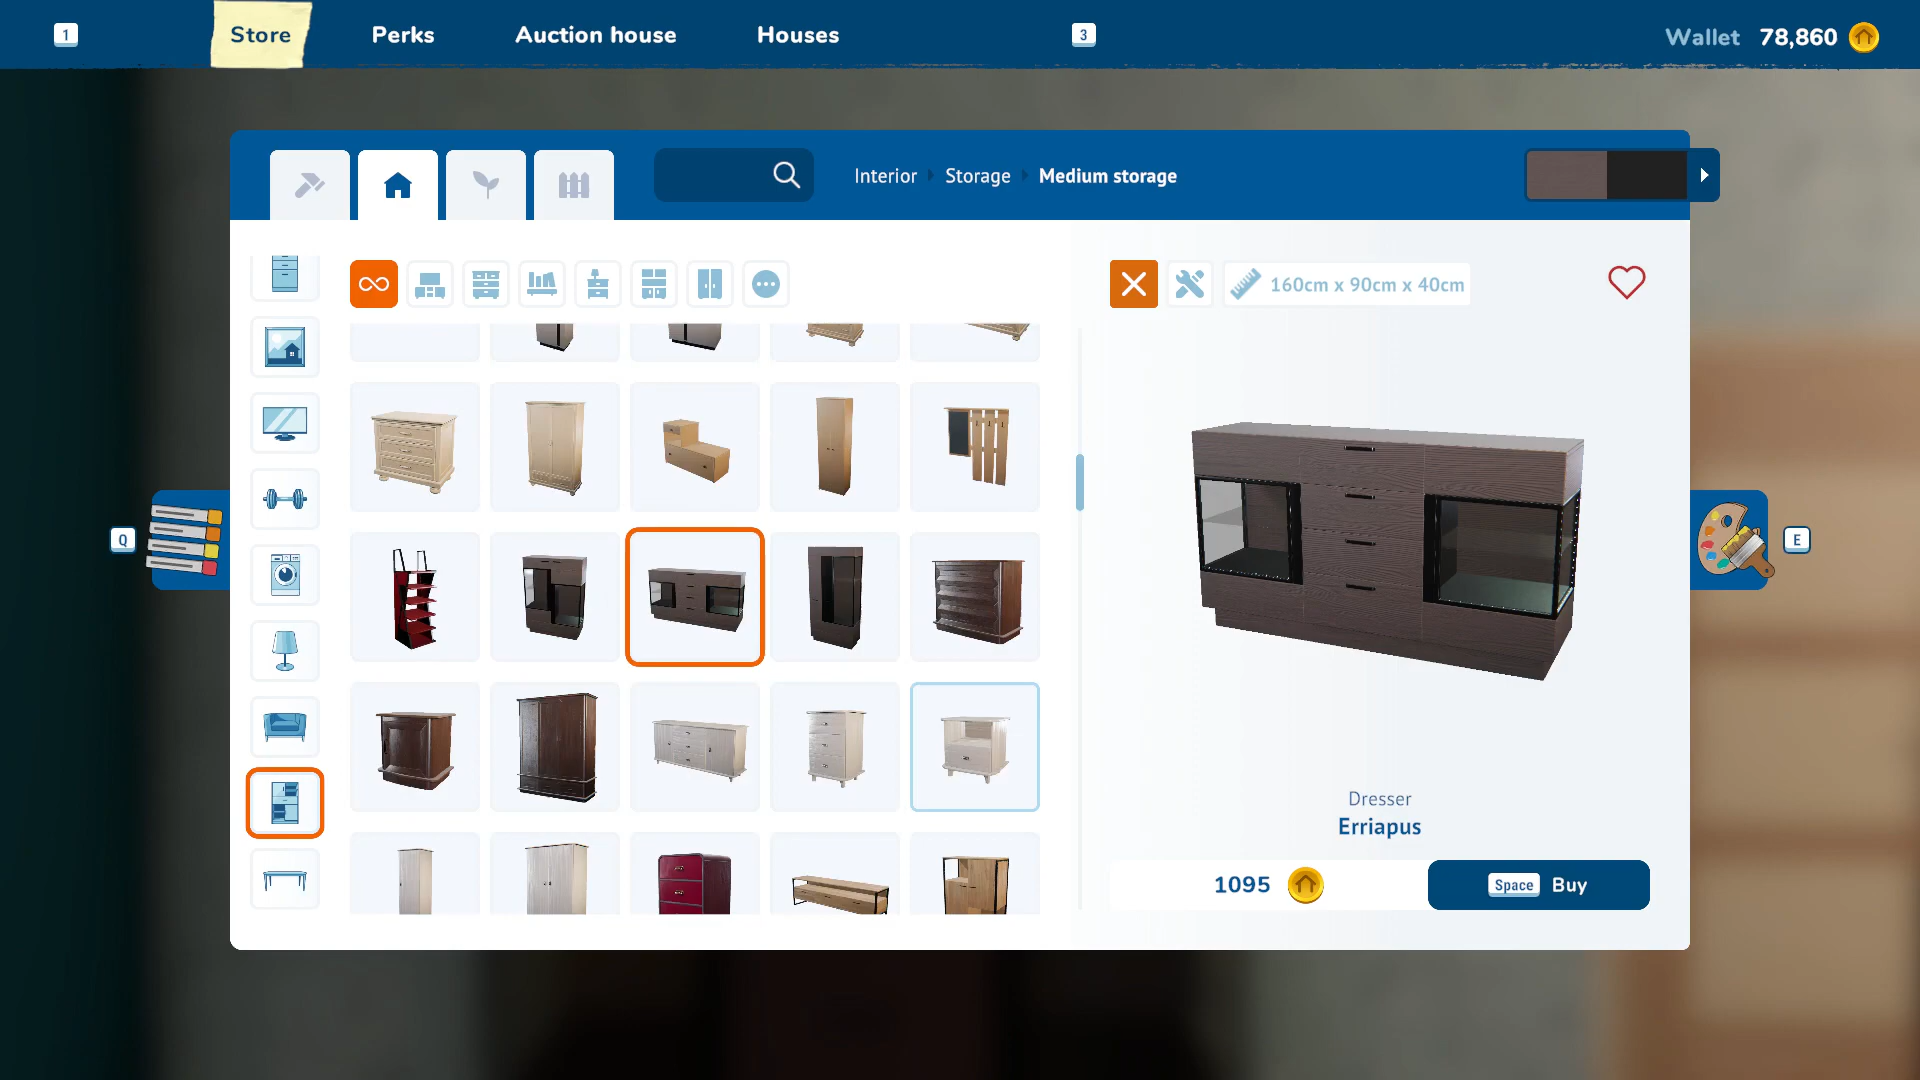 1
Store
Perks
Auction house
Houses
3
Wallet 78,860
Interior
Storage
Medium storage
160cm x 90cm x 40cm
Q
E
Dresser
Erriapus
1095
Space Buy